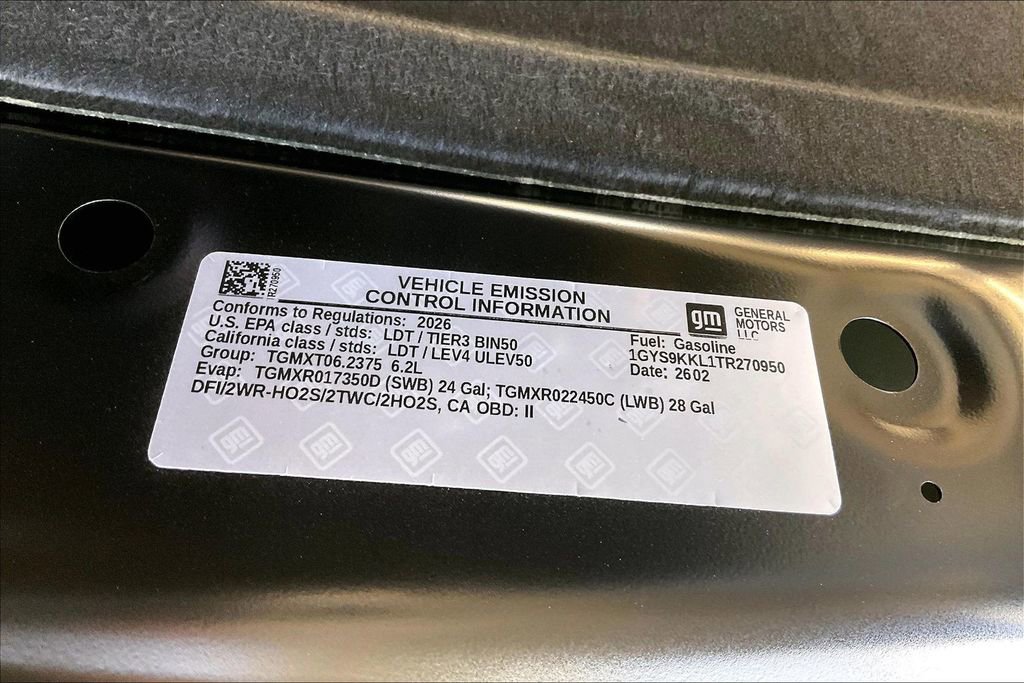 TR270950
VEHICLE EMISSION
CONTROL INFORMATION
gm
GENERAL
MOTORS
LLC
Conforms to Regulations: 2026
U.S. EPA class / stds: LDT / TIER3 BIN50
California class / stds: LDT / LEV4 ULEV50
Group: TGMXT06.2375 6.2L
Evap: TGMXR017350D (SWB) 24 Gal; TGMXR022450C (LWB) 28 Gal
DFI/2WR-HO2S/2TWC/2HO2S, CA OBD: II
Fuel: Gasoline
1GYS9KKL1TR270950
Date: 2602